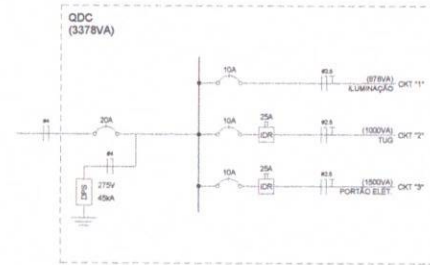 QDC
(3378VA)
10A
#2.5
(878VA)
ILUMINAÇÃO
CKT "1"
#4
20A
10A
25A
IDR
#2.5
(1000VA)
TUG
CKT "2"
#4
DPS
275V
45kA
10A
25A
IDR
#2.5
(1500VA)
PORTÃO ELET.
CKT "3"